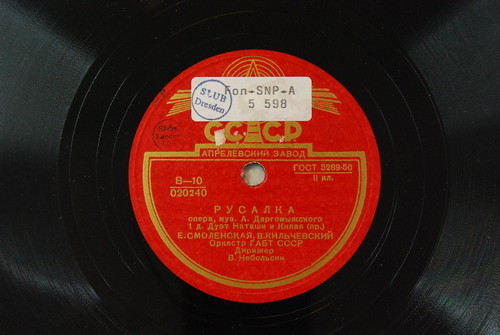 Fon-SNP-A
5 598
SLUB
Dresden
СССР
АПРЕЛЕВСКИЙ ЗАВОД
ГОСТ 5289-50
II кл.
В—10
020240
РУСАЛКА
опера, муз. А. Даргомыжского
1 д. Дуэт Наташи и Князя (пр.)
Е. СМОЛЕНСКАЯ, В. КИЛЬЧЕВСКИЙ
Оркестр ГАБТ СССР
Дирижер
В. Небольсин